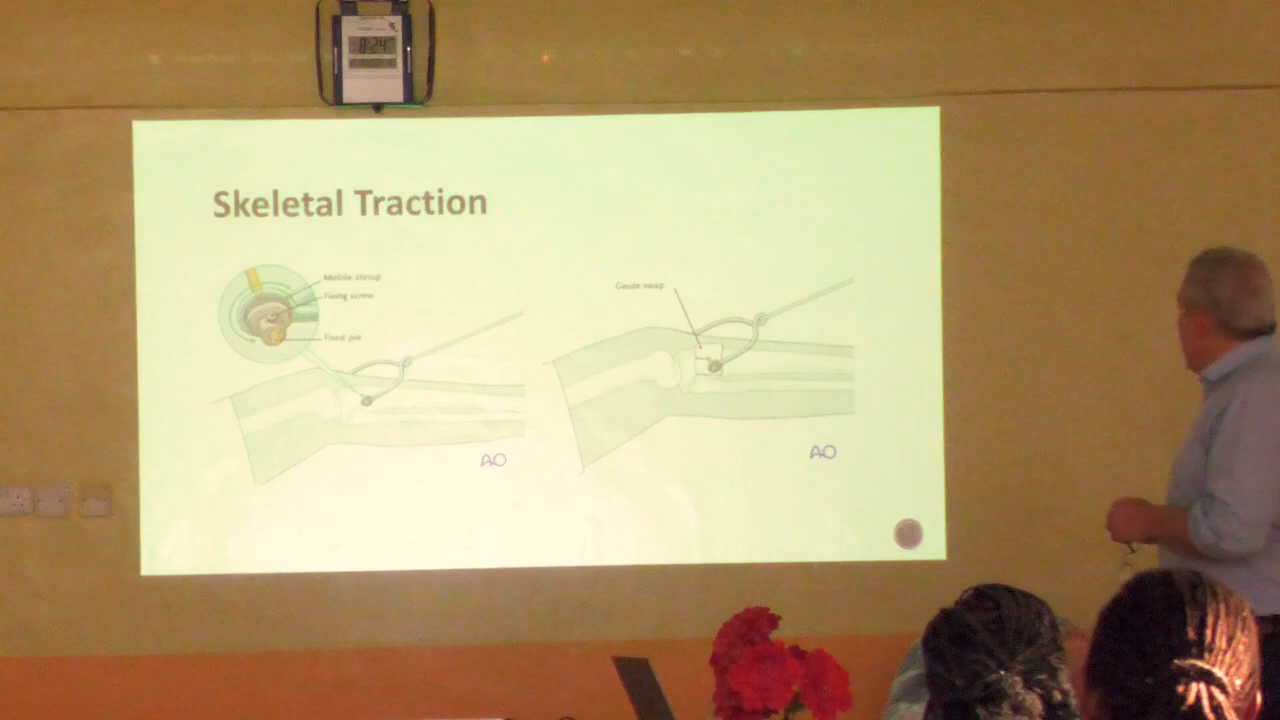 8:24
Skeletal Traction
Mobile stirrup
Fixing screw
Fixed pin
Gauze swap
AO
AO